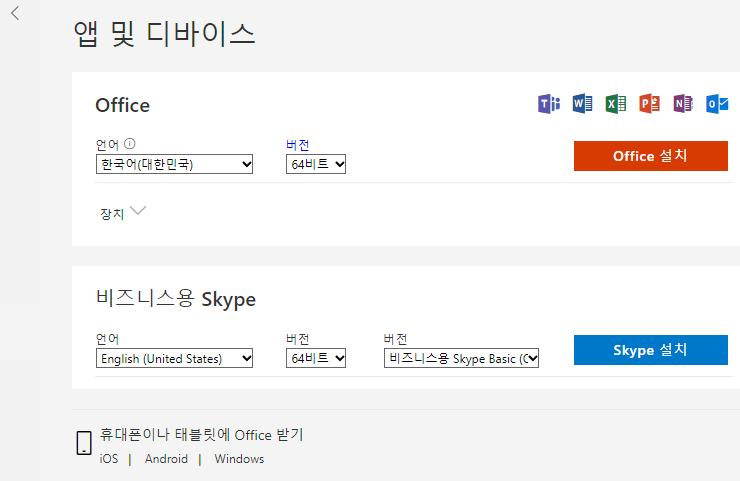 앱 및 디바이스
Office
언어
버전
한국어(대한민국)
64비트
Office 설치
장치
비즈니스용 Skype
언어
버전
버전
English (United States)
64비트
비즈니스용 Skype Basic (
Skype 설치
휴대폰이나 태블릿에 Office 받기
iOS | Android | Windows